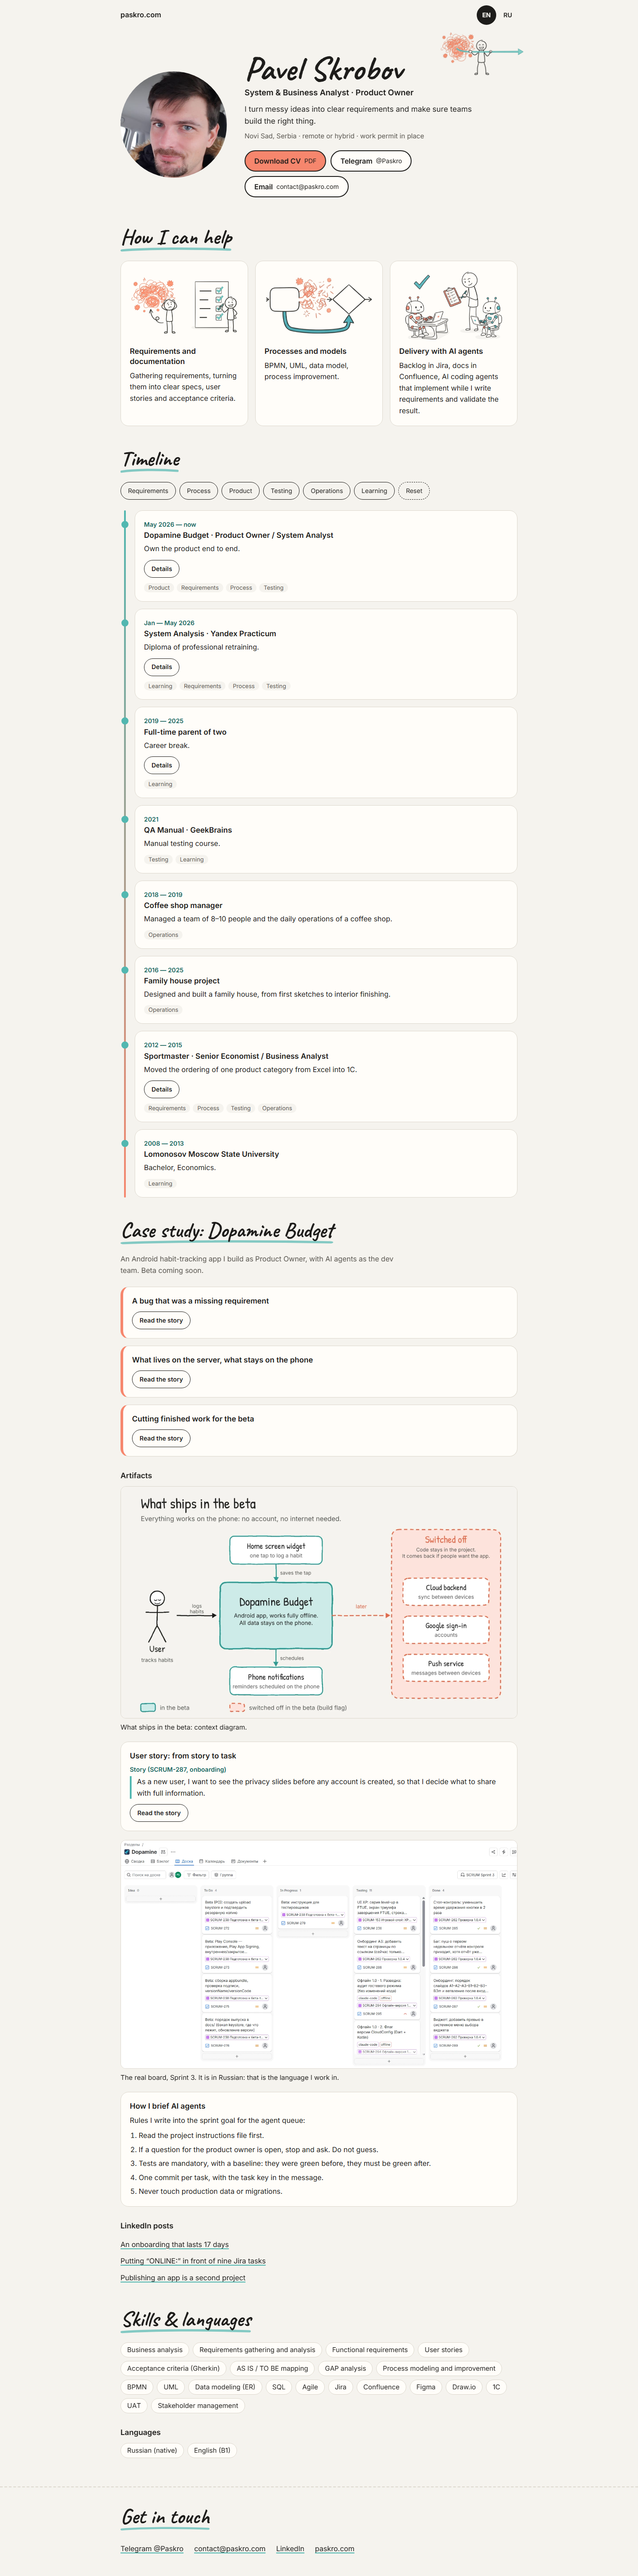 paskro.com
EN RU
Pavel Skrobov
System & Business Analyst · Product Owner
I turn messy ideas into clear requirements and make sure teams
build the right thing.
Novi Sad, Serbia · remote or hybrid · work permit in place
Download CV PDF
Telegram @Paskro
Email contact@paskro.com
How I can help
Requirements and
documentation
Gathering requirements, turning
them into clear specs, user
stories and acceptance criteria.
Processes and models
BPMN, UML, data model,
process improvement.
Delivery with AI agents
Backlog in Jira, docs in
Confluence, AI coding agents
that implement while I write
requirements and validate the
result.
Timeline
Requirements Process Product Testing Operations Learning Reset
May 2026 — now
Dopamine Budget · Product Owner / System Analyst
Own the product end to end.
Details
Product Requirements Process Testing
Jan — May 2026
System Analysis · Yandex Practicum
Diploma of professional retraining.
Details
Learning Requirements Process Testing
2019 — 2025
Full-time parent of two
Career break.
Details
Learning
2021
QA Manual · GeekBrains
Manual testing course.
Testing Learning
2018 — 2019
Coffee shop manager
Managed a team of 8–10 people and the daily operations of a coffee shop.
Operations
2016 — 2025
Family house project
Designed and built a family house, from first sketches to interior finishing.
Operations
2012 — 2015
Sportmaster · Senior Economist / Business Analyst
Moved the ordering of one product category from Excel into 1C.
Details
Requirements Process Testing Operations
2008 — 2013
Lomonosov Moscow State University
Bachelor, Economics.
Learning
Case study: Dopamine Budget
An Android habit-tracking app I build as Product Owner, with AI agents as the dev
team. Beta coming soon.
A bug that was a missing requirement
Read the story
What lives on the server, what stays on the phone
Read the story
Cutting finished work for the beta
Read the story
Artifacts
What ships in the beta
Everything works on the phone: no account, no internet needed.
Home screen widget
one tap to log a habit
saves the tap
Switched off
Code stays in the project.
It comes back if people want the app.
Cloud backend
sync between devices
Google sign-in
accounts
Push service
messages between devices
logs
habits
Dopamine Budget
Android app, works fully offline.
All data stays on the phone.
later
User
tracks habits
schedules
Phone notifications
reminders scheduled on the phone
in the beta
switched off in the beta (build flag)
What ships in the beta: context diagram.
User story: from story to task
Story (SCRUM-287, onboarding)
As a new user, I want to see the privacy slides before any account is created, so that I decide what to share
with full information.
Read the story
Dopamine
The real board, Sprint 3. It is in Russian: that is the language I work in.
How I brief AI agents
Rules I write into the sprint goal for the agent queue:
1. Read the project instructions file first.
2. If a question for the product owner is open, stop and ask. Do not guess.
3. Tests are mandatory, with a baseline: they were green before, they must be green after.
4. One commit per task, with the task key in the message.
5. Never touch production data or migrations.
LinkedIn posts
An onboarding that lasts 17 days
Putting “ONLINE:” in front of nine Jira tasks
Publishing an app is a second project
Skills & languages
Business analysis Requirements gathering and analysis Functional requirements User stories
Acceptance criteria (Gherkin) AS IS / TO BE mapping GAP analysis Process modeling and improvement
BPMN UML Data modeling (ER) SQL Agile Jira Confluence Figma Draw.io 1C
UAT Stakeholder management
Languages
Russian (native) English (B1)
Get in touch
Telegram @Paskro contact@paskro.com LinkedIn paskro.com